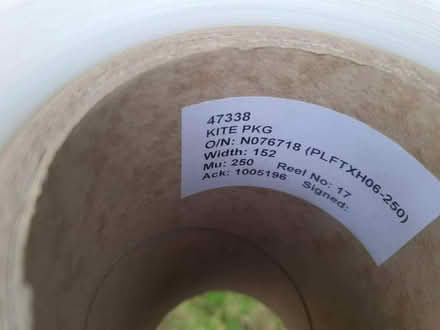 47338
KITE PKG
O/N: N076718 (PLFTXH06-250)
Width: 152
Mu: 250 Reel No: 17
Ack: 1005196 Signed: